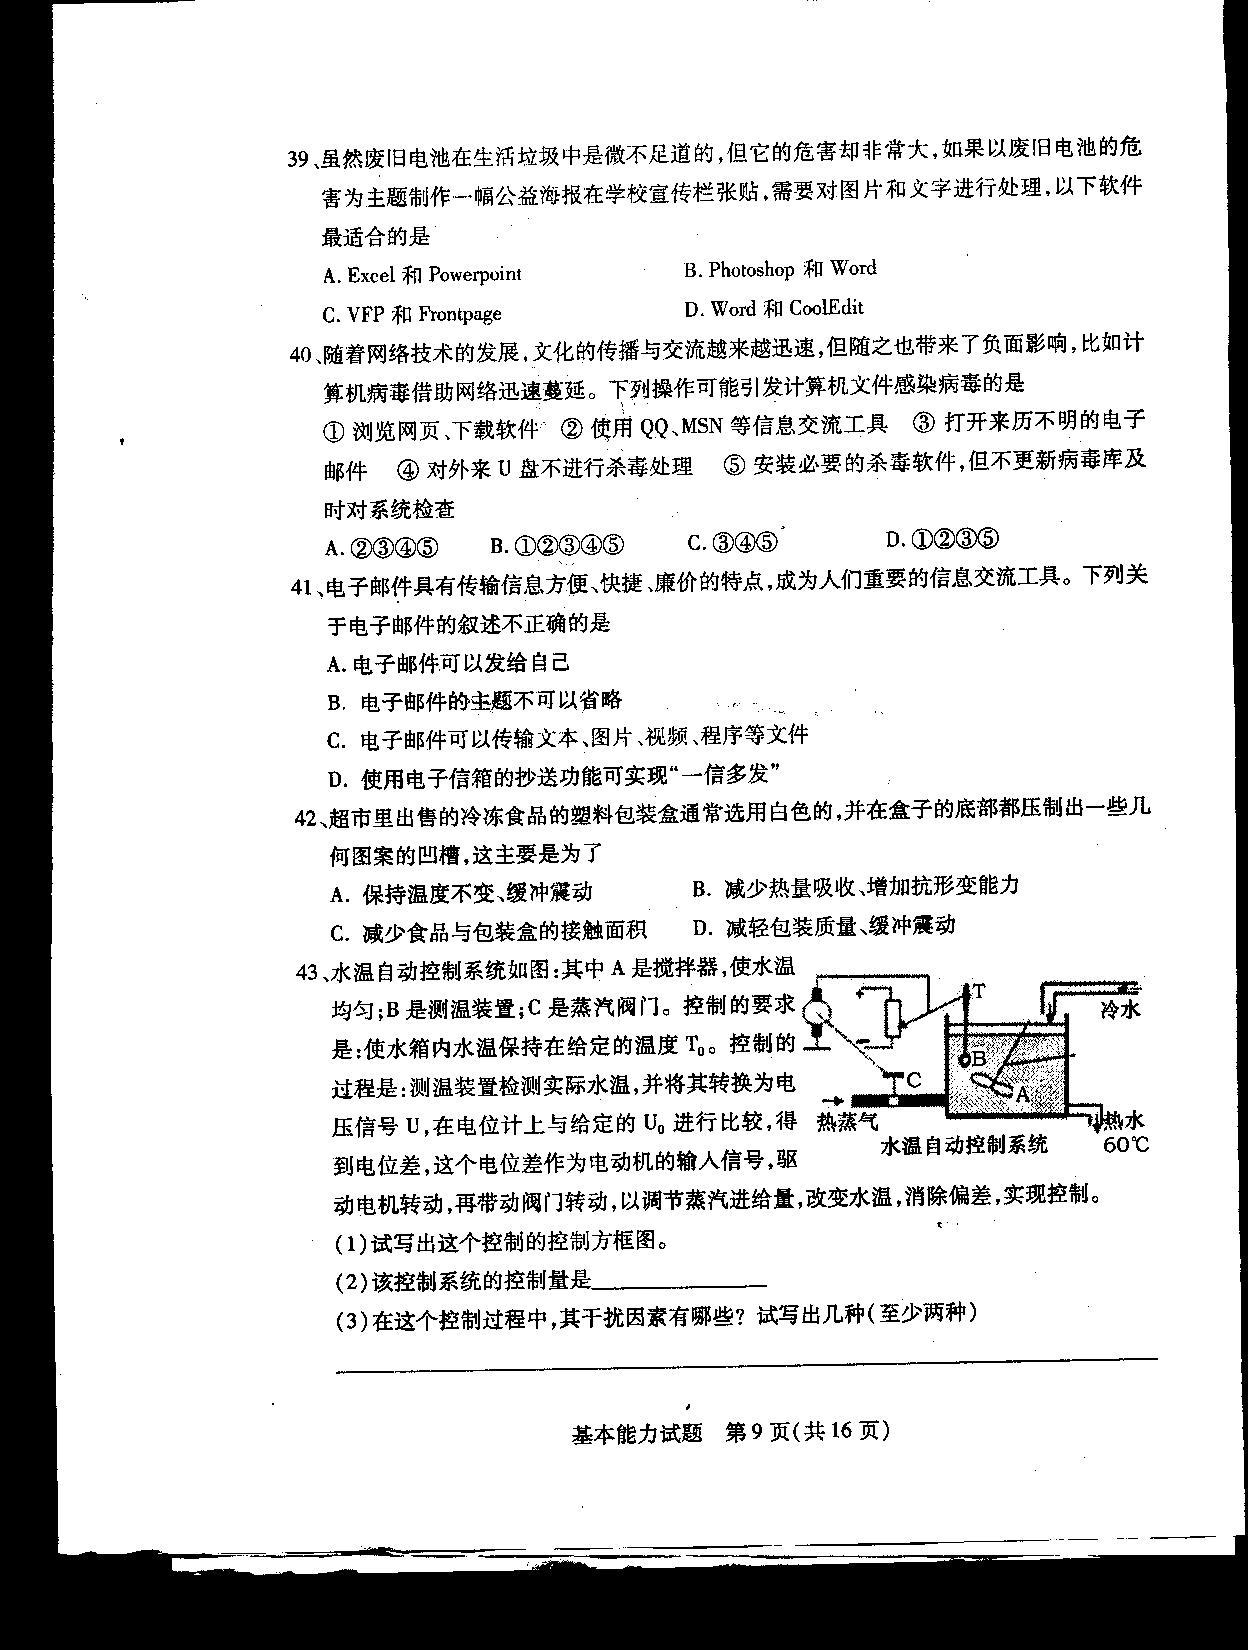 39、虽然废旧电池在生活垃圾中是微不足道的,但它的危害却非常大,如果以废旧电池的危
害为主题制作一幅公益海报在学校宣传栏张贴,需要对图片和文字进行处理,以下软件
最适合的是
A. Excel 和 Powerpoint B. Photoshop 和 Word
C. VFP 和 Frontpage D. Word 和 CoolEdit
40、随着网络技术的发展,文化的传播与交流越来越迅速,但随之也带来了负面影响,比如计
算机病毒借助网络迅速蔓延。下列操作可能引发计算机文件感染病毒的是
① 浏览网页、下载软件 ② 使用 QQ、MSN 等信息交流工具 ③ 打开来历不明的电子
邮件 ④ 对外来 U 盘不进行杀毒处理 ⑤ 安装必要的杀毒软件,但不更新病毒库及
时对系统检查
A. ②③④⑤ B. ①②③④⑤ C. ③④⑤ D. ①②③⑤
41、电子邮件具有传输信息方便、快捷、廉价的特点,成为人们重要的信息交流工具。下列关
于电子邮件的叙述不正确的是
A. 电子邮件可以发给自己
B. 电子邮件的主题不可以省略
C. 电子邮件可以传输文本、图片、视频、程序等文件
D. 使用电子信箱的抄送功能可实现“一信多发”
42、超市里出售的冷冻食品的塑料包装盒通常选用白色的,并在盒子的底部都压制出一些几
何图案的凹槽,这主要是为了
A. 保持温度不变、缓冲震动 B. 减少热量吸收、增加抗形变能力
C. 减少食品与包装盒的接触面积 D. 减轻包装质量、缓冲震动
43、水温自动控制系统如图:其中 A 是搅拌器,使水温
均匀;B 是测温装置;C 是蒸汽阀门。控制的要求
是:使水箱内水温保持在给定的温度 T₀。控制的
过程是:测温装置检测实际水温,并将其转换为电
压信号 U,在电位计上与给定的 U₀ 进行比较,得
到电位差,这个电位差作为电动机的输入信号,驱
动电机转动,再带动阀门转动,以调节蒸汽进给量,改变水温,消除偏差,实现控制。
+
−
T
冷水
B
C
A
热蒸气
热水
60℃
水温自动控制系统
(1)试写出这个控制的控制方框图。
(2)该控制系统的控制量是
(3)在这个控制过程中,其干扰因素有哪些? 试写出几种(至少两种)
基本能力试题 第 9 页(共 16 页)